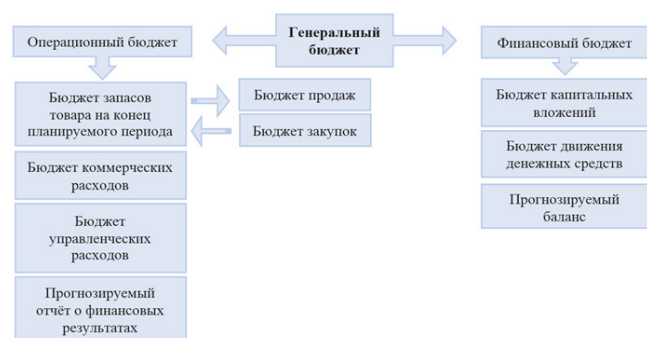 Генеральный
бюджет
Операционный бюджет
Бюджет запасов
товара на конец
планируемого периода
Бюджет продаж
Бюджет закупок
Бюджет коммерческих
расходов
Бюджет
управленческих
расходов
Прогнозируемый
отчёт о финансовых
результатах
Финансовый бюджет
Бюджет капитальных
вложений
Бюджет движения
денежных средств
Прогнозируемый
баланс